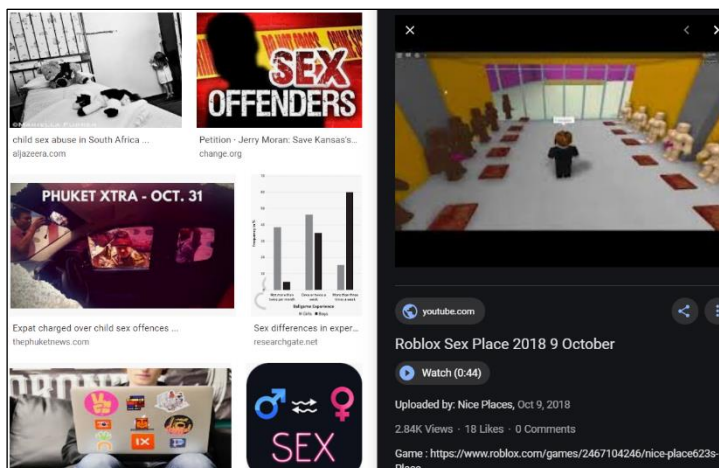 child sex abuse in South Africa ...
aljazeera.com
SEX
OFFENDERS
Petition · Jerry Moran: Save Kansas's...
change.org
PHUKET XTRA - OCT. 31
Expat charged over child sex offences ...
thephuketnews.com
Sex differences in exper...
researchgate.net
SEX
youtube.com
Roblox Sex Place 2018 9 October
Watch (0:44)
Uploaded by: Nice Places, Oct 9, 2018
2.84K Views · 18 Likes · 0 Comments
Game : https://www.roblox.com/games/2467104246/nice-place623s-
Place